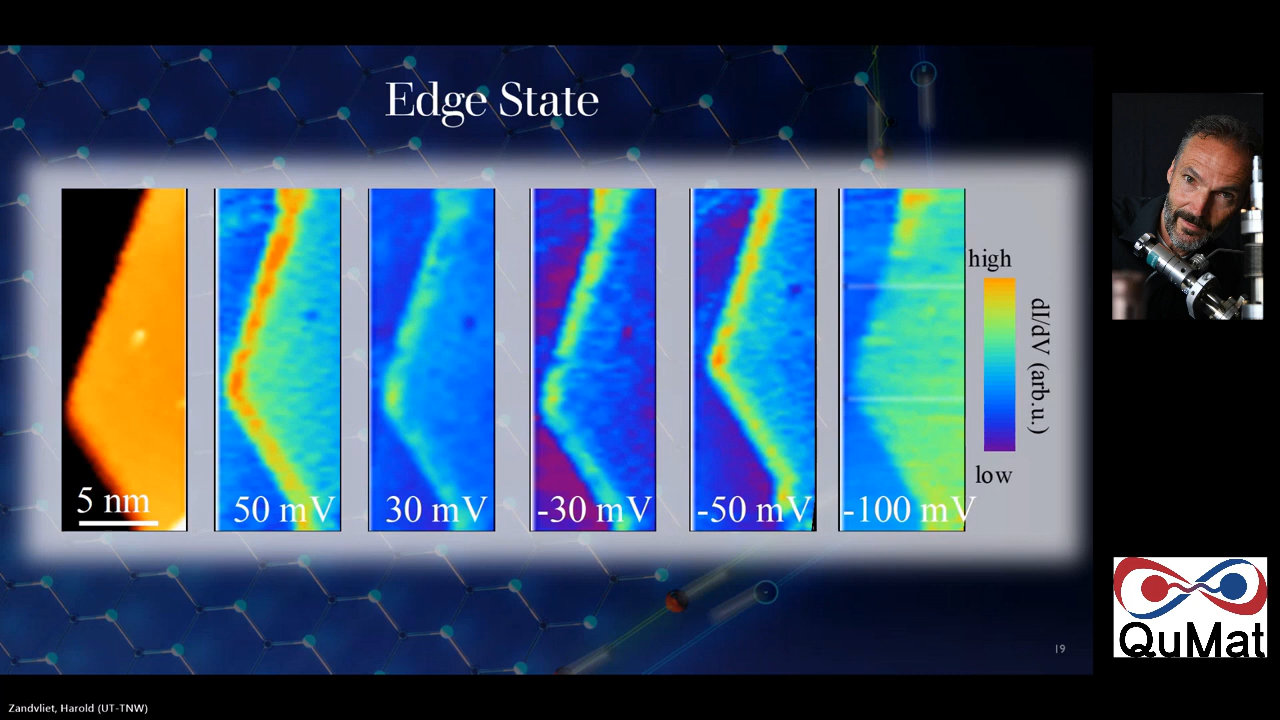 Edge State
5 nm
50 mV
30 mV
-30 mV
-50 mV
-100 mV
high
dI/dV (arb.u.)
low
19
QuMat
Zandvliet, Harold (UT-TNW)